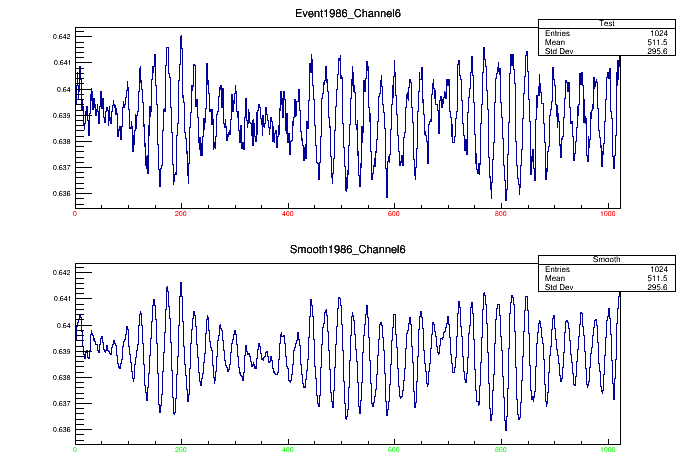 Event1986_Channel6
Test
Entries 1024
Mean 511.5
Std Dev 295.6
0.642
0.641
0.64
0.639
0.638
0.637
0.636
0 200 400 600 800 1000
Smooth1986_Channel6
Smooth
Entries 1024
Mean 511.5
Std Dev 295.6
0.642
0.641
0.64
0.639
0.638
0.637
0.636
0 200 400 600 800 1000